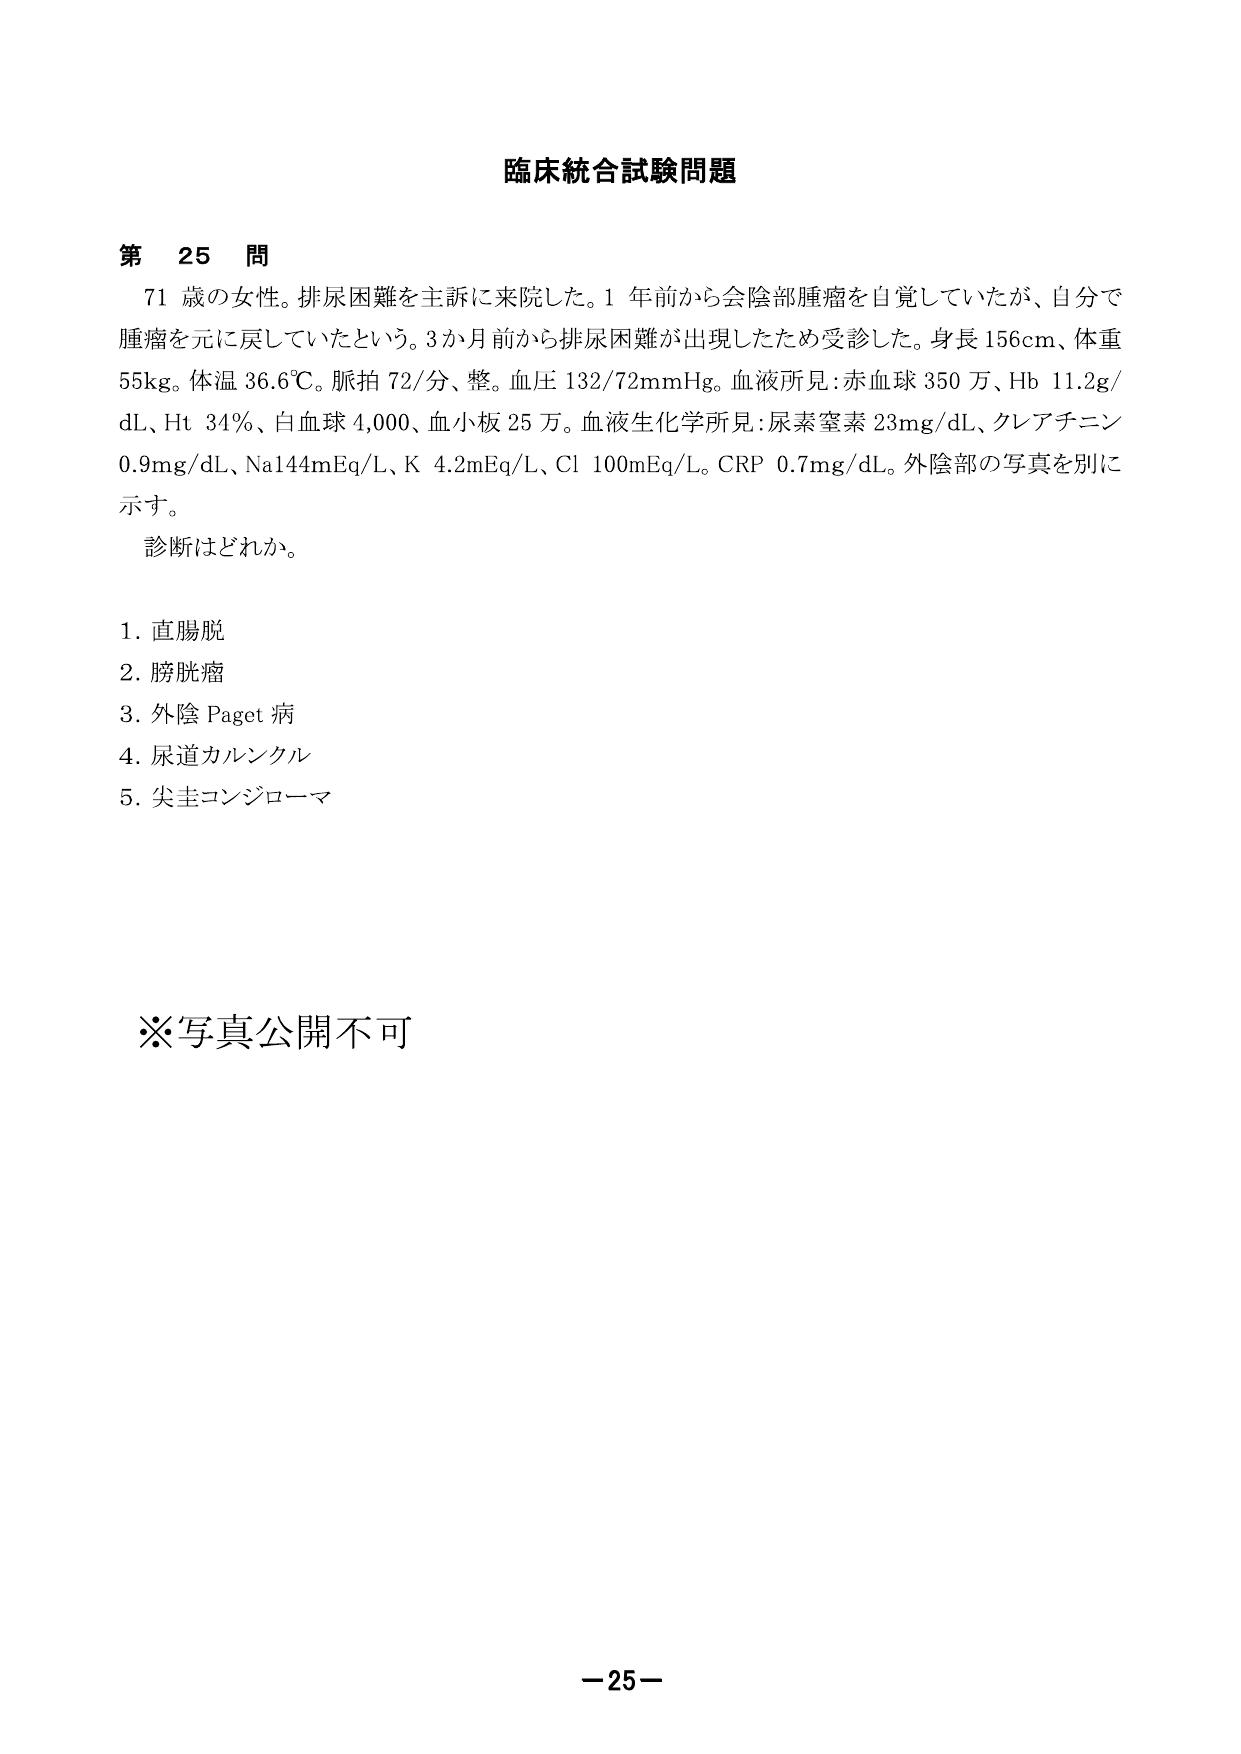 臨床統合試験問題
第 25 問
71 歳の女性。排尿困難を主訴に来院した。1 年前から会陰部腫瘤を自覚していたが、自分で
腫瘤を元に戻していたという。3か月前から排尿困難が出現したため受診した。身長 156cm、体重
55kg。体温 36.6℃。脈拍 72/分、整。血圧 132/72mmHg。血液所見:赤血球 350 万、Hb 11.2g/
dL、Ht 34%、白血球 4,000、血小板 25 万。血液生化学所見:尿素窒素 23mg/dL、クレアチニン
0.9mg/dL、Na144mEq/L、K 4.2mEq/L、Cl 100mEq/L。CRP 0.7mg/dL。外陰部の写真を別に
示す。
診断はどれか。
1. 直腸脱
2. 膀胱瘤
3. 外陰 Paget 病
4. 尿道カルンクル
5. 尖圭コンジローマ
※写真公開不可
－25－